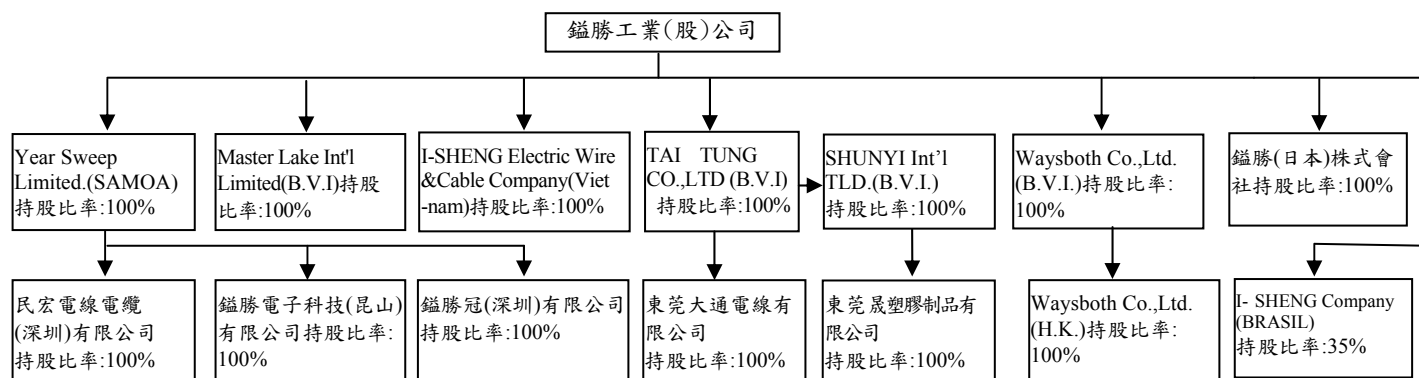 鎰勝工業(股)公司
Year Sweep
Limited.(SAMOA)
持股比率:100%
Master Lake Int'l
Limited(B.V.I)持股
比率:100%
I-SHENG Electric Wire
&Cable Company(Viet
-nam)持股比率:100%
TAI TUNG
CO.,LTD (B.V.I)
持股比率:100%
SHUNYI Int'l
TLD.(B.V.I.)
持股比率:100%
Waysboth Co.,Ltd.
(B.V.I.)持股比率:
100%
鎰勝(日本)株式會
社持股比率:100%
民宏電線電纜
(深圳)有限公司
持股比率:100%
鎰勝電子科技(昆山)
有限公司持股比率:
100%
鎰勝冠(深圳)有限公司
持股比率:100%
東莞大通電線有
限公司
持股比率:100%
東莞晟塑膠制品有
限公司
持股比率:100%
Waysboth Co.,Ltd.
(H.K.)持股比率:
100%
I- SHENG Company
(BRASIL)
持股比率:35%